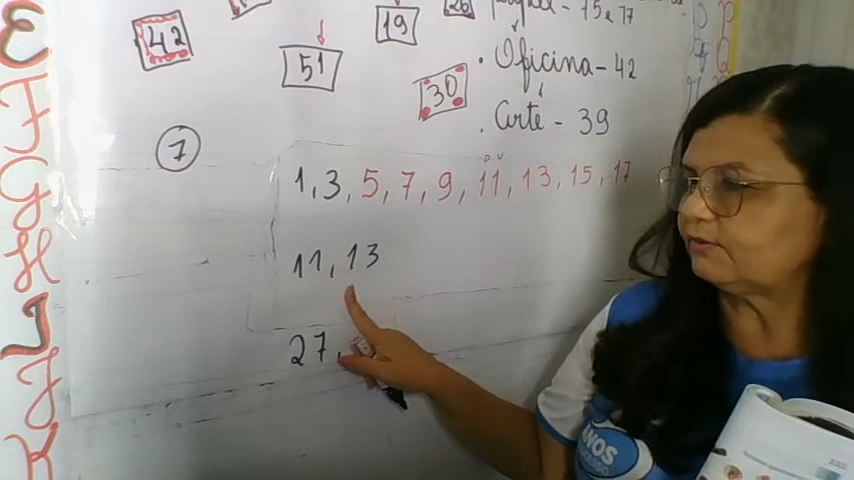 26
15 e 17
42
19
51
30
. Oficina - 42
. arte - 39
7
D U
1, 3, 5, 7, 9, 11, 13, 15, 17
11, 13
27,
E
F
G
H
I
J
K
P
Q
ANOS